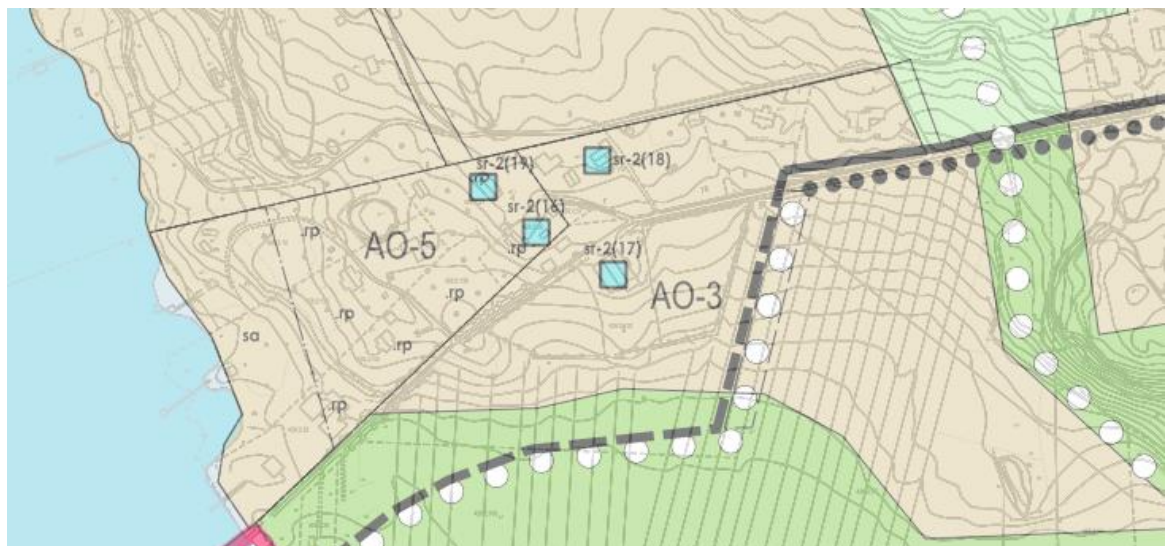 sr-2(19)
.rp
sr-2(18)
sr-2(16)
.rp
.rp
AO-5
sr-2(17)
.rp
AO-3
.rp
sa
.rp
.rp